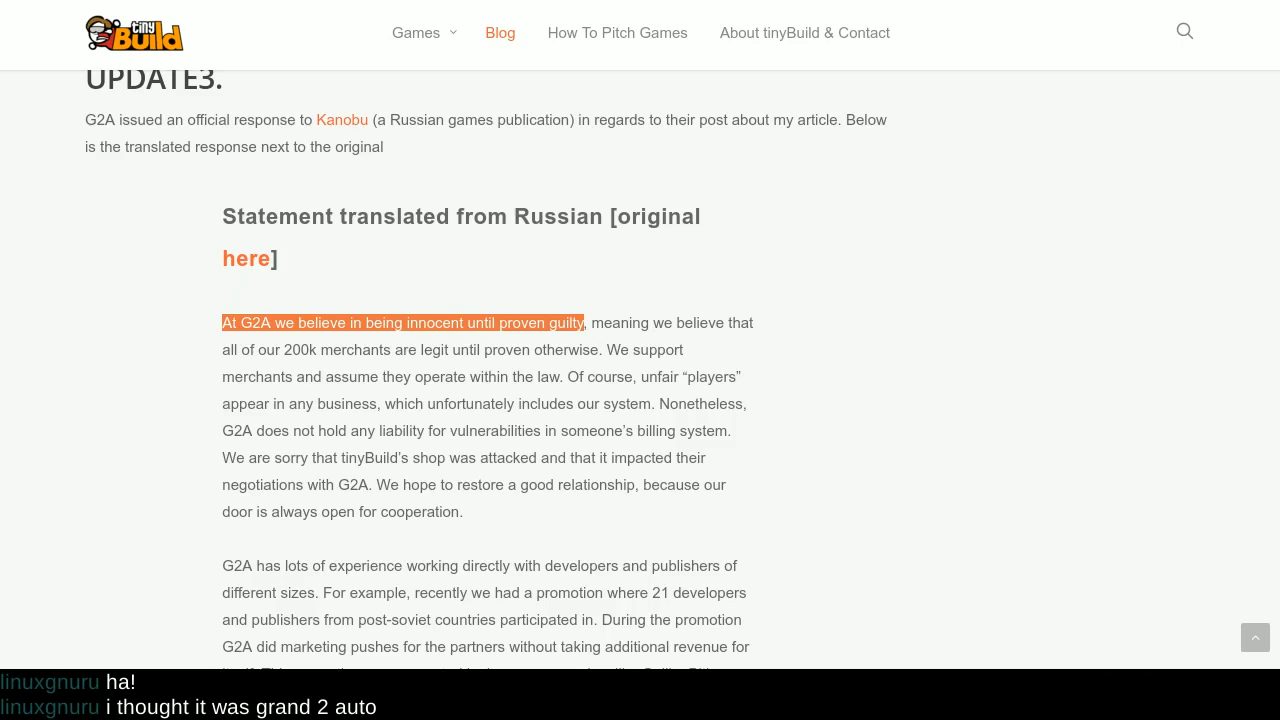 tiny Build
Games Blog How To Pitch Games About tinyBuild & Contact
UPDATE3.
G2A issued an official response to Kanobu (a Russian games publication) in regards to their post about my article. Below
is the translated response next to the original
Statement translated from Russian [original
here]
At G2A we believe in being innocent until proven guilty, meaning we believe that
all of our 200k merchants are legit until proven otherwise. We support
merchants and assume they operate within the law. Of course, unfair “players”
appear in any business, which unfortunately includes our system. Nonetheless,
G2A does not hold any liability for vulnerabilities in someone’s billing system.
We are sorry that tinyBuild’s shop was attacked and that it impacted their
negotiations with G2A. We hope to restore a good relationship, because our
door is always open for cooperation.
G2A has lots of experience working directly with developers and publishers of
different sizes. For example, recently we had a promotion where 21 developers
and publishers from post-soviet countries participated in. During the promotion
G2A did marketing pushes for the partners without taking additional revenue for
linuxgnuru ha!
linuxgnuru i thought it was grand 2 auto